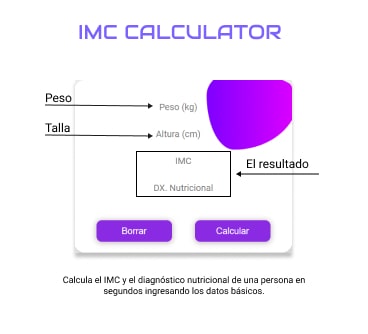 IMC CALCULATOR
Peso
Peso (kg)
Talla
Altura (cm)
IMC
El resultado
DX. Nutricional
Borrar
Calcular
Calcula el IMC y el diagnóstico nutricional de una persona en
segundos ingresando los datos básicos.